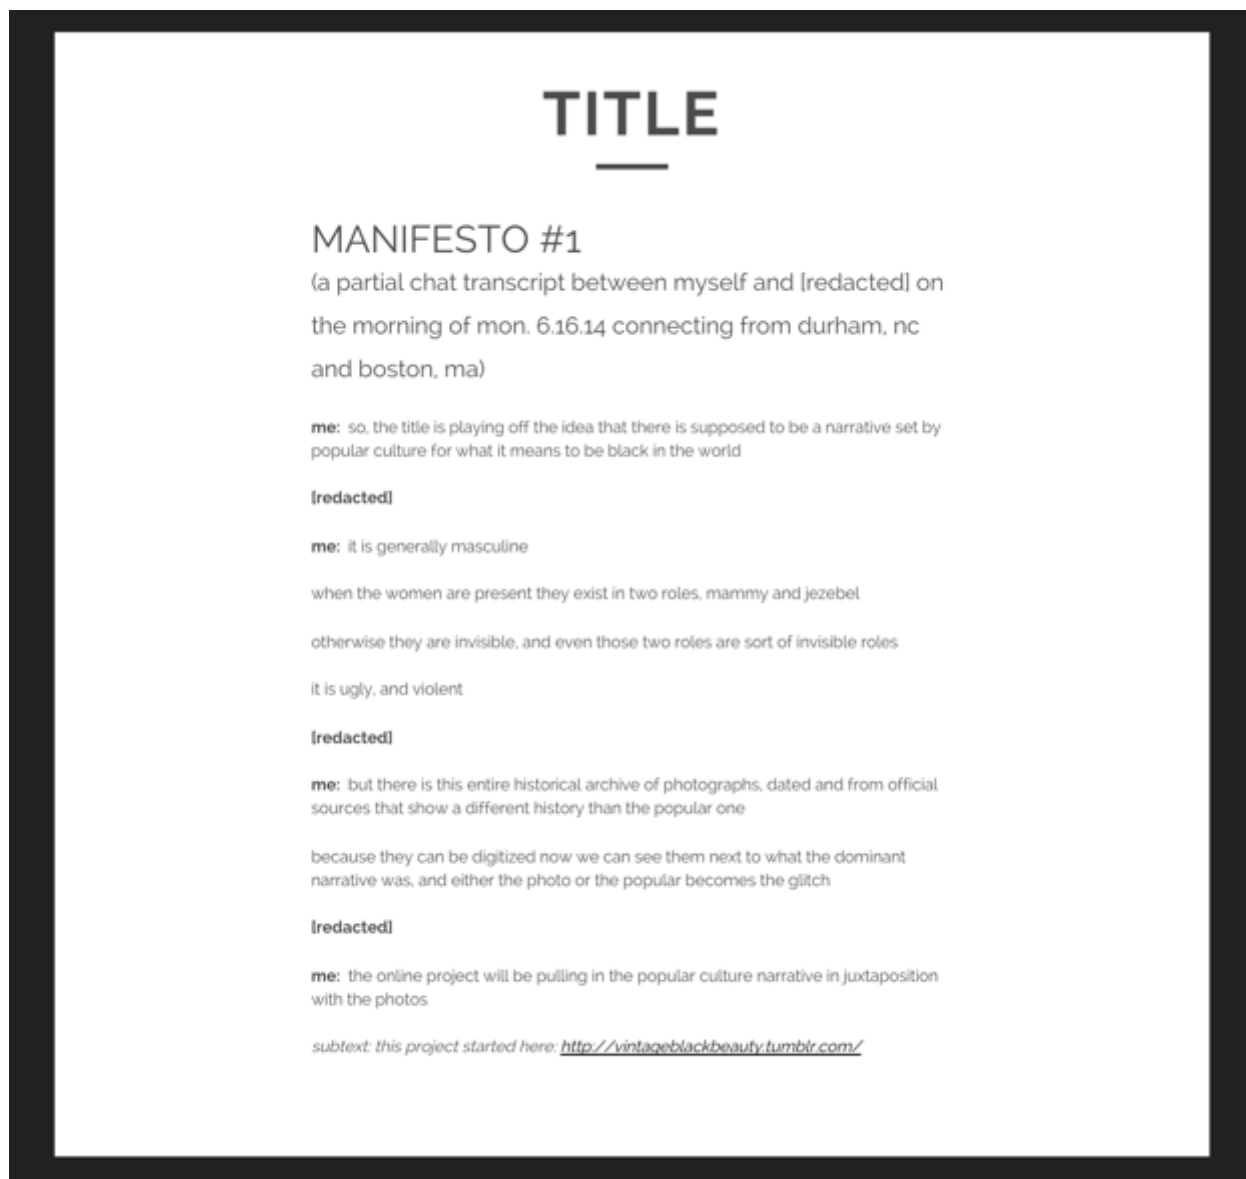 TITLE
MANIFESTO #1
(a partial chat transcript between myself and [redacted] on
the morning of mon. 6.16.14 connecting from durham, nc
and boston, ma)
me: so, the title is playing off the idea that there is supposed to be a narrative set by
popular culture for what it means to be black in the world
[redacted]
me: it is generally masculine
when the women are present they exist in two roles, mammy and jezebel
otherwise they are invisible, and even those two roles are sort of invisible roles
it is ugly, and violent
[redacted]
me: but there is this entire historical archive of photographs, dated and from official
sources that show a different history than the popular one
because they can be digitized now we can see them next to what the dominant
narrative was, and either the photo or the popular becomes the glitch
[redacted]
me: the online project will be pulling in the popular culture narrative in juxtaposition
with the photos
subtext: this project started here: http://vintageblackbeauty.tumblr.com/